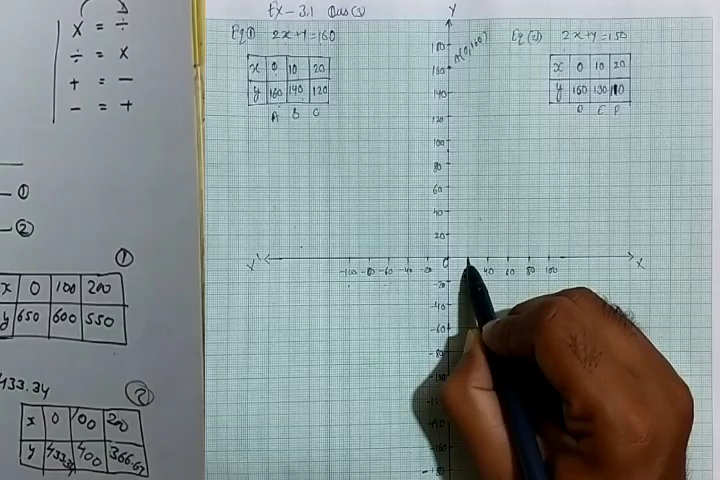 x = ÷
÷ = x
+ = -
- = +
- ①
- ②
①
x 0 100 200
y 650 600 550
433.34
②
x 0 100 200
y 433.34 400 366.67
Ex - 3.1 Ques (3)
Eq ① 2x+y=160
x 0 10 20
y 160 140 120
A B C
Y
A(0,160)
Eq (2) 2x+y=150
x 0 10 20
y 150 130 110
D E F
180
160
140
120
100
80
60
40
20
X' -100 -80 -60 -40 -20 0 40 60 80 100 X
-20
-40
-60
-80